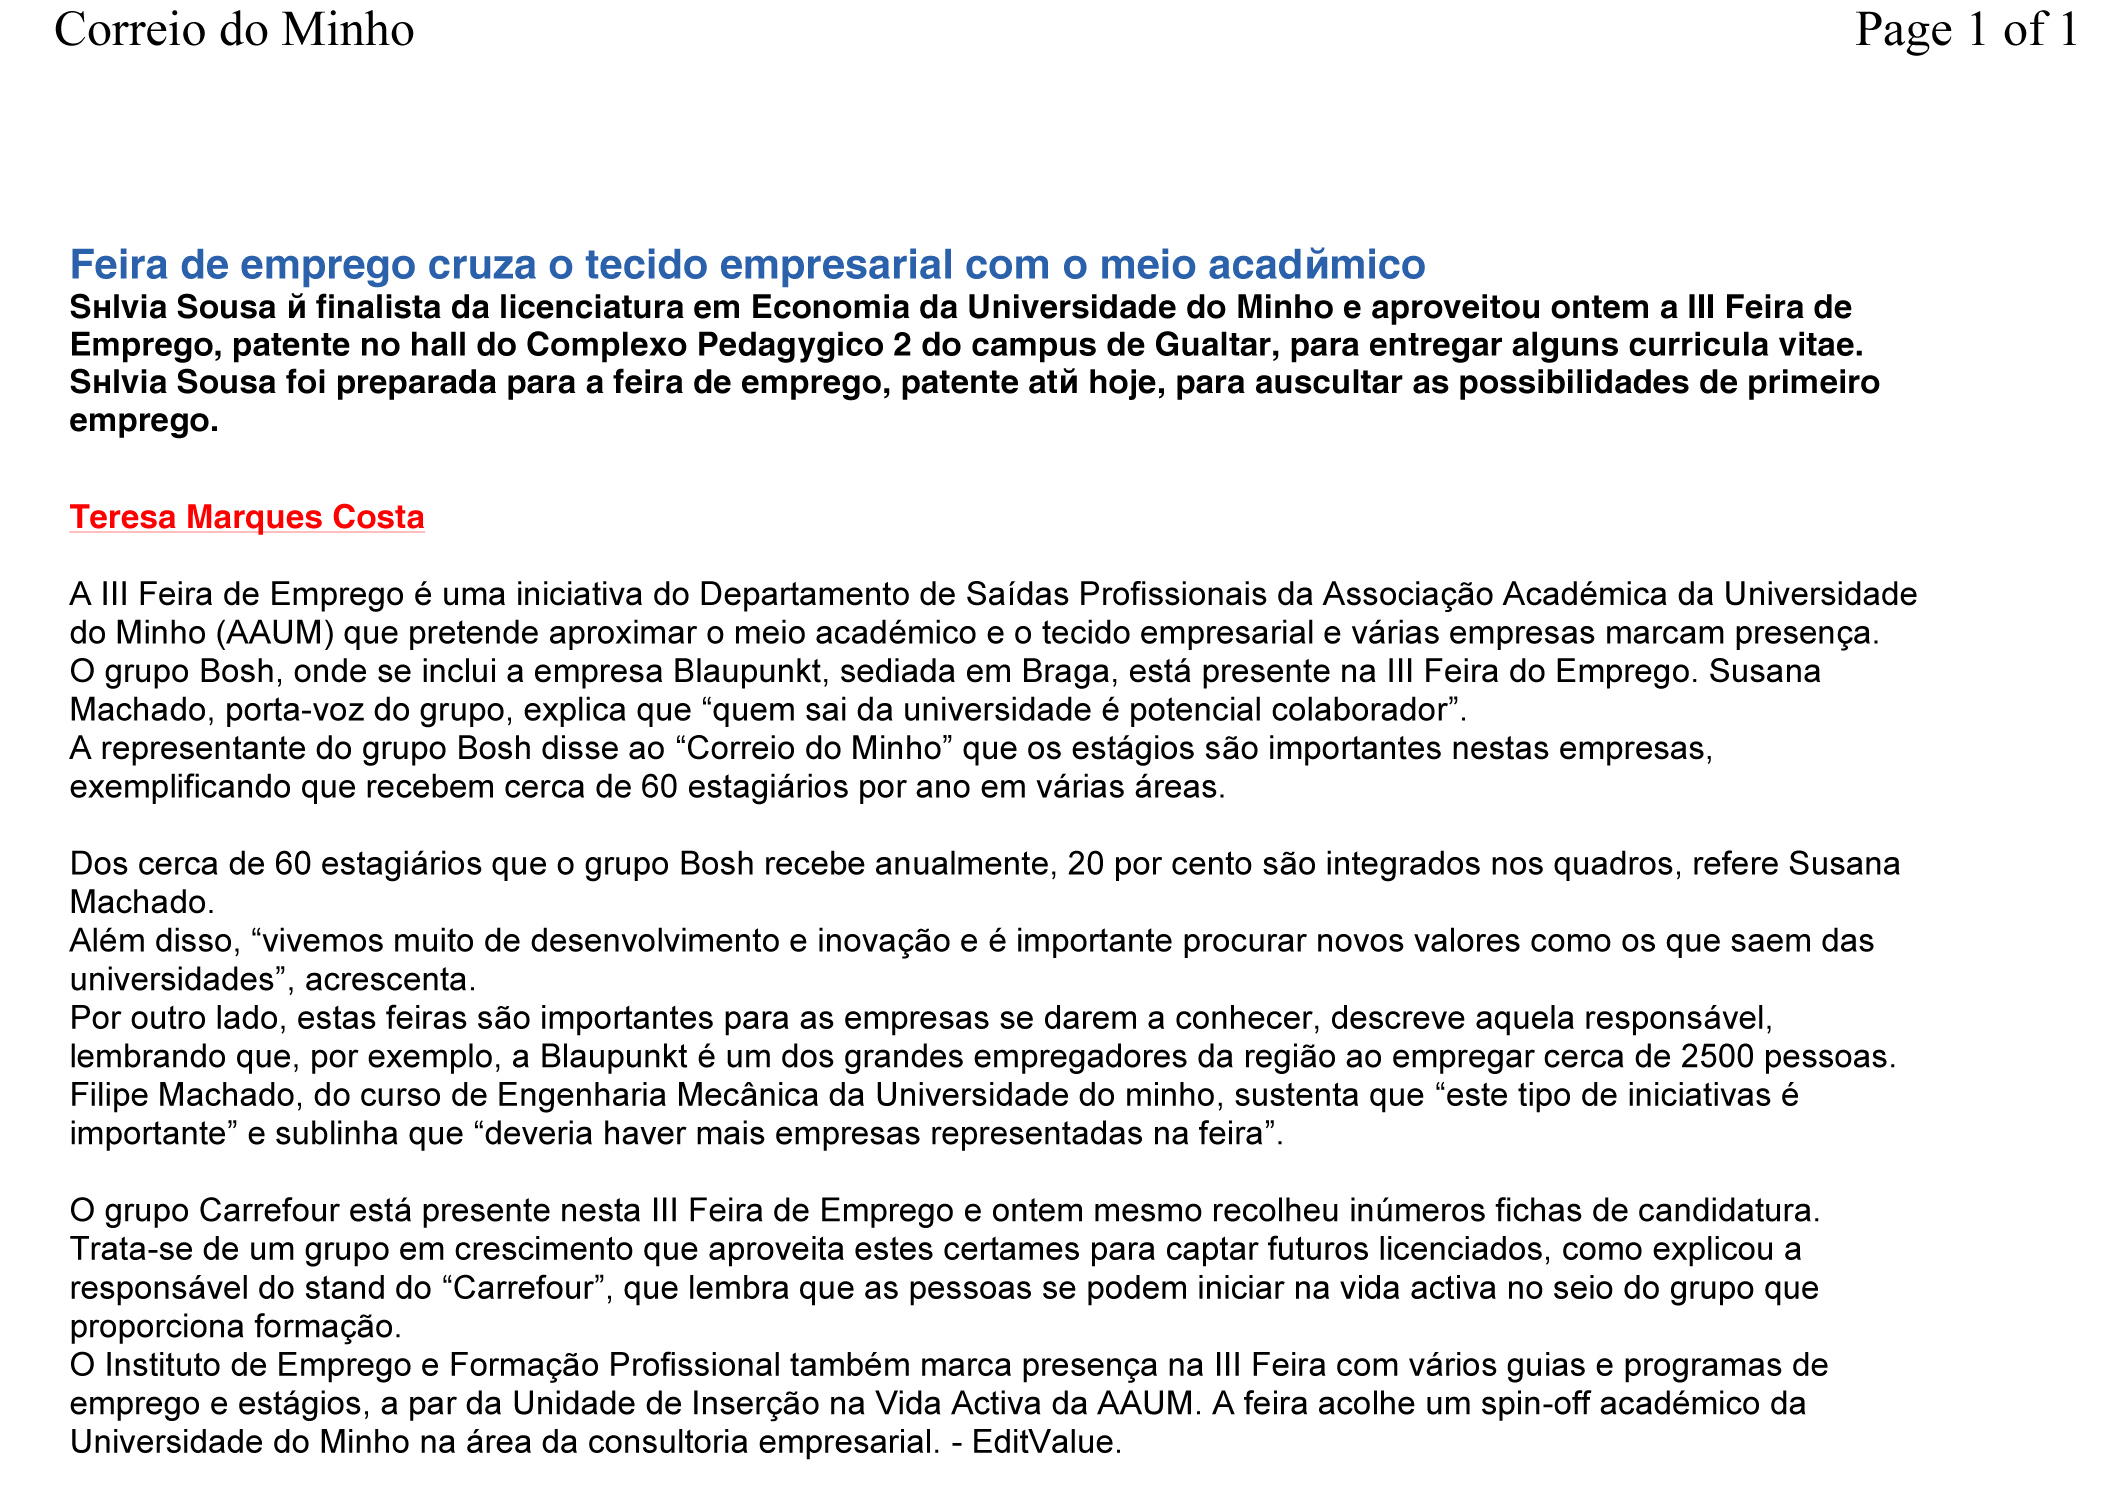 Correio do Minho
Page 1 of 1
Feira de emprego cruza o tecido empresarial com o meio acadйmico
Sнlvia Sousa й finalista da licenciatura em Economia da Universidade do Minho e aproveitou ontem a III Feira de
Emprego, patente no hall do Complexo Pedagуgico 2 do campus de Gualtar, para entregar alguns curricula vitae.
Sнlvia Sousa foi preparada para a feira de emprego, patente atй hoje, para auscultar as possibilidades de primeiro
emprego.
Teresa Marques Costa
A III Feira de Emprego é uma iniciativa do Departamento de Saídas Profissionais da Associação Académica da Universidade
do Minho (AAUM) que pretende aproximar o meio académico e o tecido empresarial e várias empresas marcam presença.
O grupo Bosh, onde se inclui a empresa Blaupunkt, sediada em Braga, está presente na III Feira do Emprego. Susana
Machado, porta-voz do grupo, explica que “quem sai da universidade é potencial colaborador”.
A representante do grupo Bosh disse ao “Correio do Minho” que os estágios são importantes nestas empresas,
exemplificando que recebem cerca de 60 estagiários por ano em várias áreas.
Dos cerca de 60 estagiários que o grupo Bosh recebe anualmente, 20 por cento são integrados nos quadros, refere Susana
Machado.
Além disso, “vivemos muito de desenvolvimento e inovação e é importante procurar novos valores como os que saem das
universidades”, acrescenta.
Por outro lado, estas feiras são importantes para as empresas se darem a conhecer, descreve aquela responsável,
lembrando que, por exemplo, a Blaupunkt é um dos grandes empregadores da região ao empregar cerca de 2500 pessoas.
Filipe Machado, do curso de Engenharia Mecânica da Universidade do minho, sustenta que “este tipo de iniciativas é
importante” e sublinha que “deveria haver mais empresas representadas na feira”.
O grupo Carrefour está presente nesta III Feira de Emprego e ontem mesmo recolheu inúmeros fichas de candidatura.
Trata-se de um grupo em crescimento que aproveita estes certames para captar futuros licenciados, como explicou a
responsável do stand do “Carrefour”, que lembra que as pessoas se podem iniciar na vida activa no seio do grupo que
proporciona formação.
O Instituto de Emprego e Formação Profissional também marca presença na III Feira com vários guias e programas de
emprego e estágios, a par da Unidade de Inserção na Vida Activa da AAUM. A feira acolhe um spin-off académico da
Universidade do Minho na área da consultoria empresarial. - EditValue.